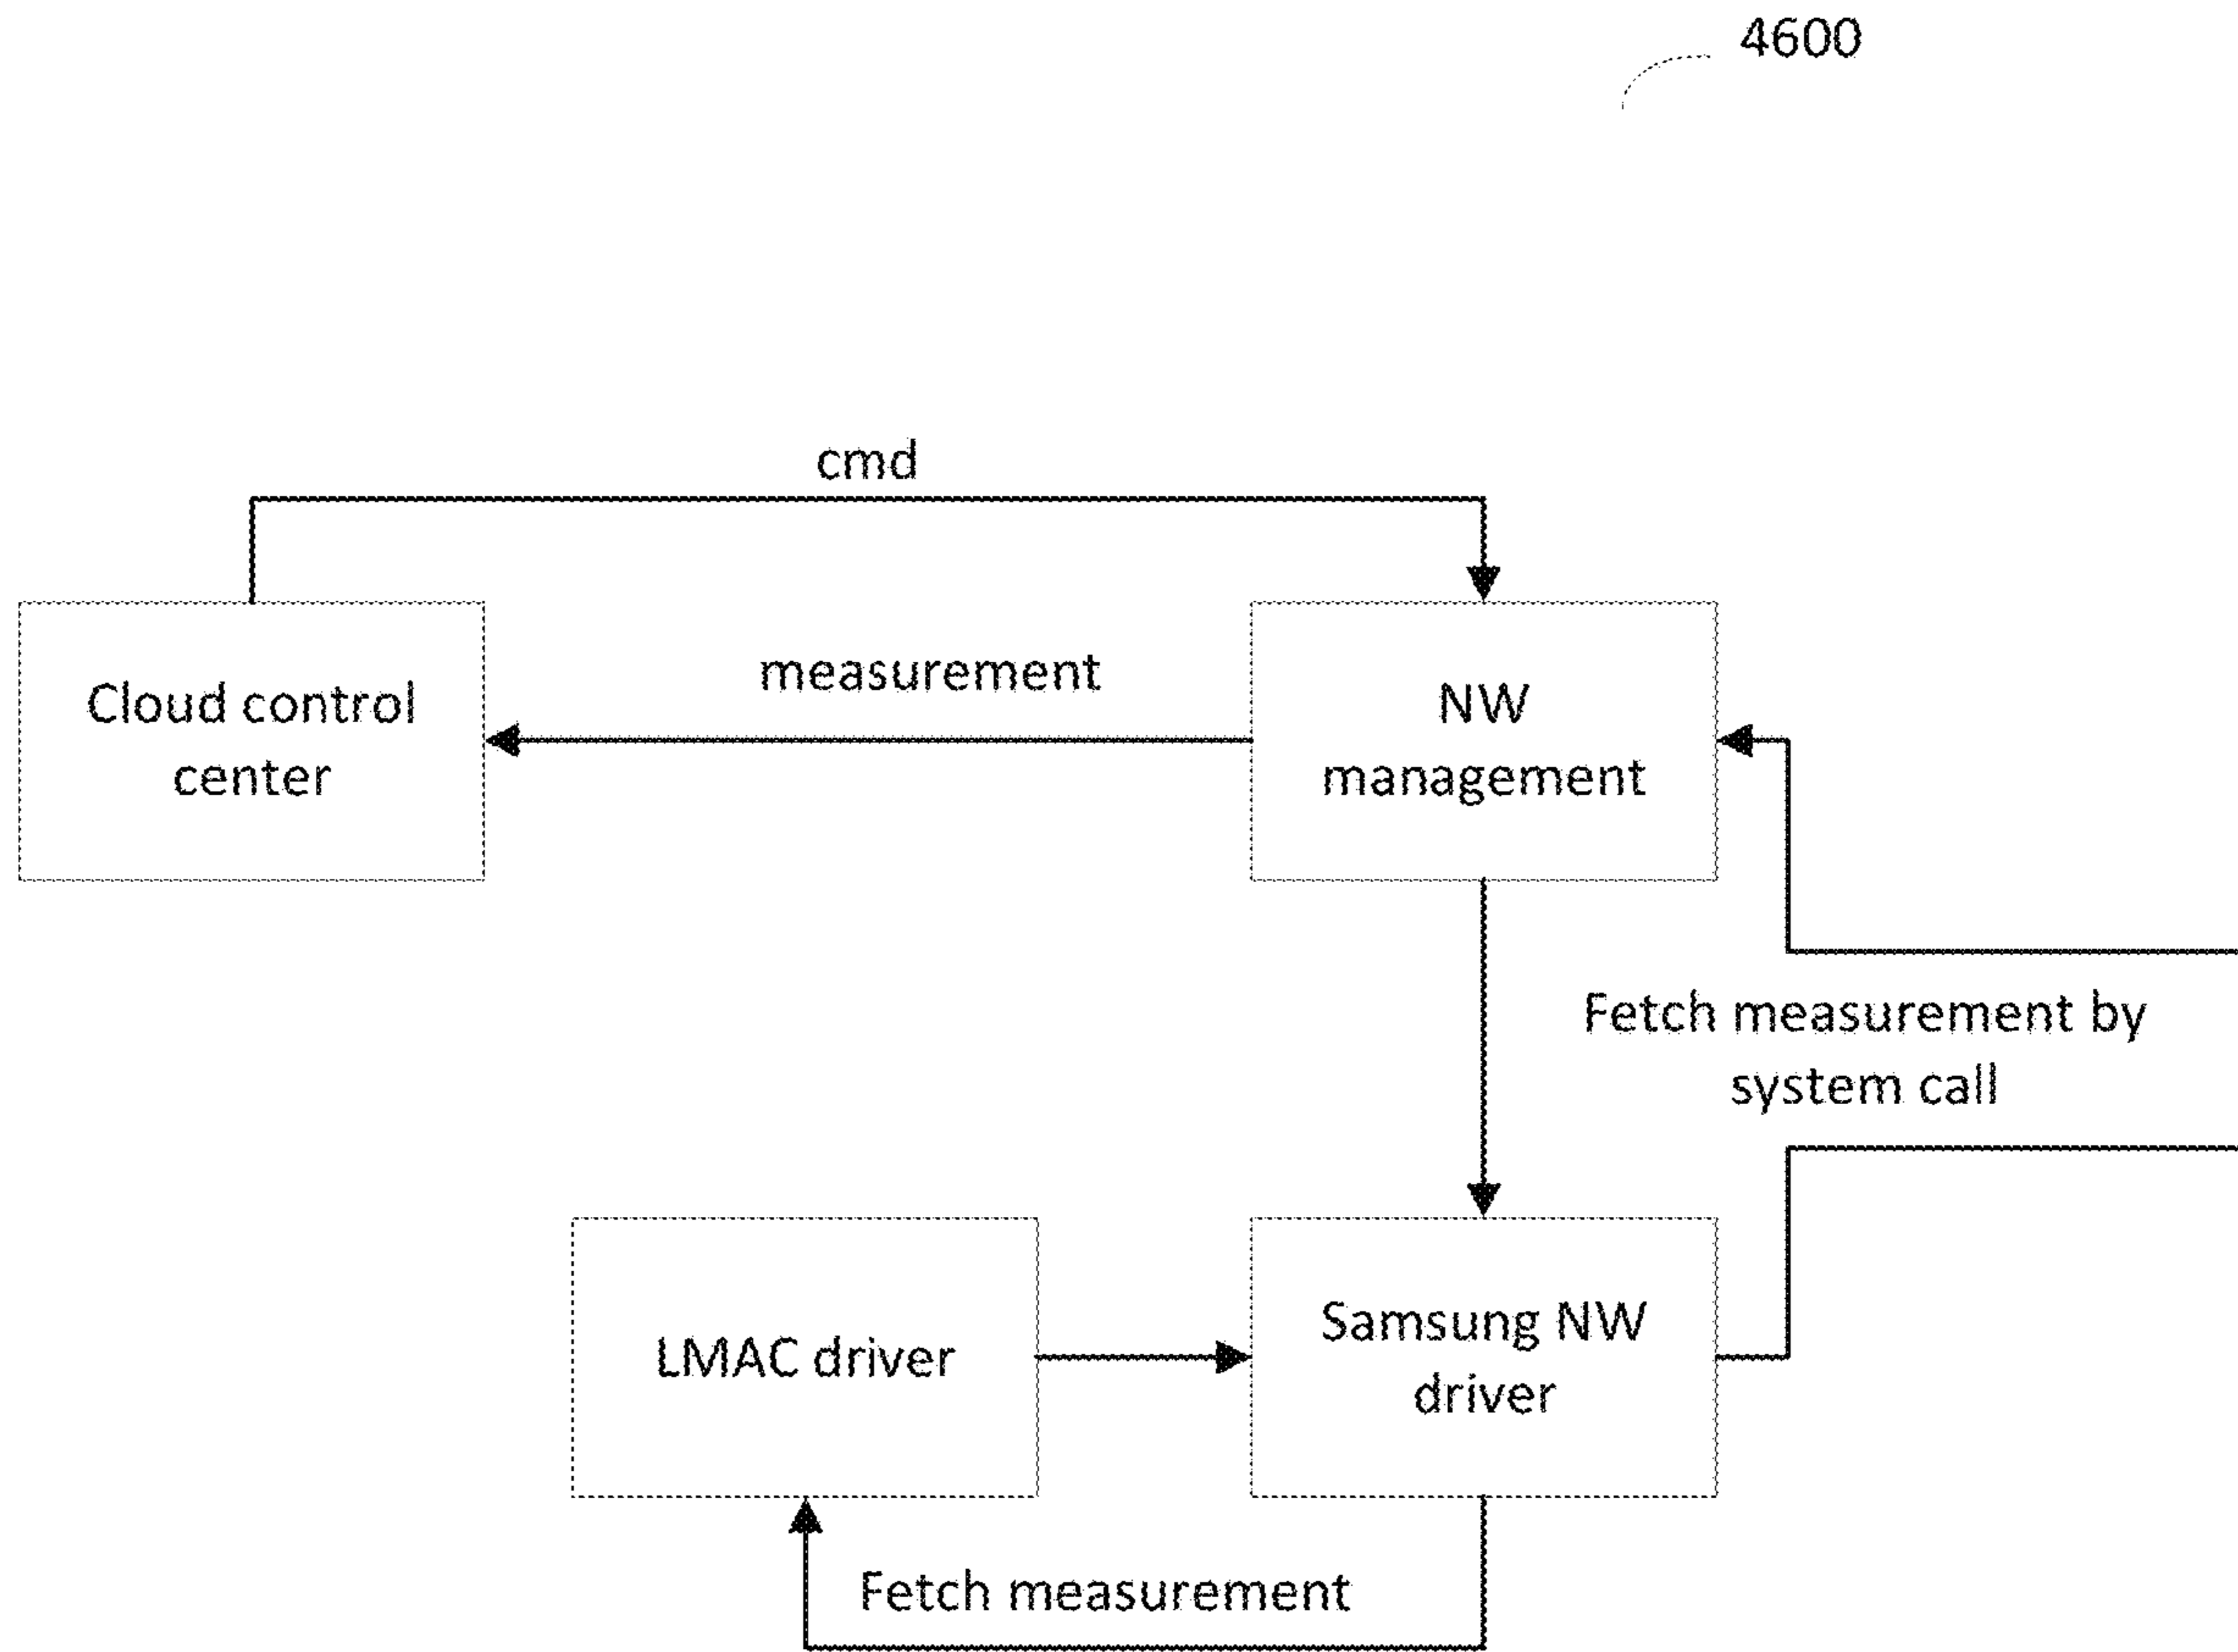 4600
cmd
measurement
Cloud control
center
NW
management
Fetch measurement by
system call
LMAC driver
Samsung NW
driver
Fetch measurement